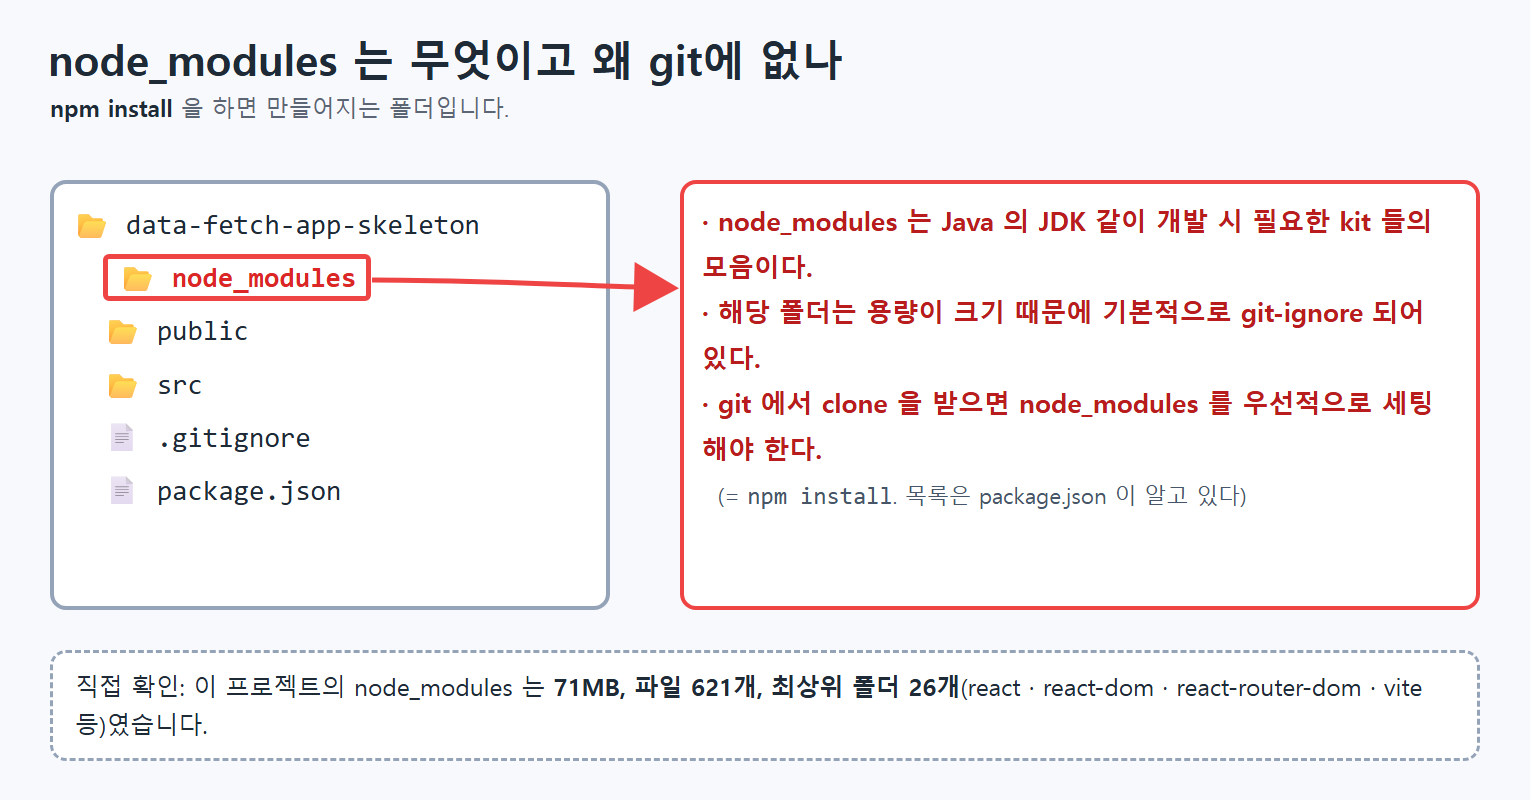 node_modules 는 무엇이고 왜 git에 없나
npm install 을 하면 만들어지는 폴더입니다.
data-fetch-app-skeleton
node_modules
public
src
.gitignore
package.json
· node_modules 는 Java 의 JDK 같이 개발 시 필요한 kit 들의
모음이다.
· 해당 폴더는 용량이 크기 때문에 기본적으로 git-ignore 되어
있다.
· git 에서 clone 을 받으면 node_modules 를 우선적으로 세팅
해야 한다.
(= npm install. 목록은 package.json 이 알고 있다)
직접 확인: 이 프로젝트의 node_modules 는 71MB, 파일 621개, 최상위 폴더 26개(react · react-dom · react-router-dom · vite
등)였습니다.